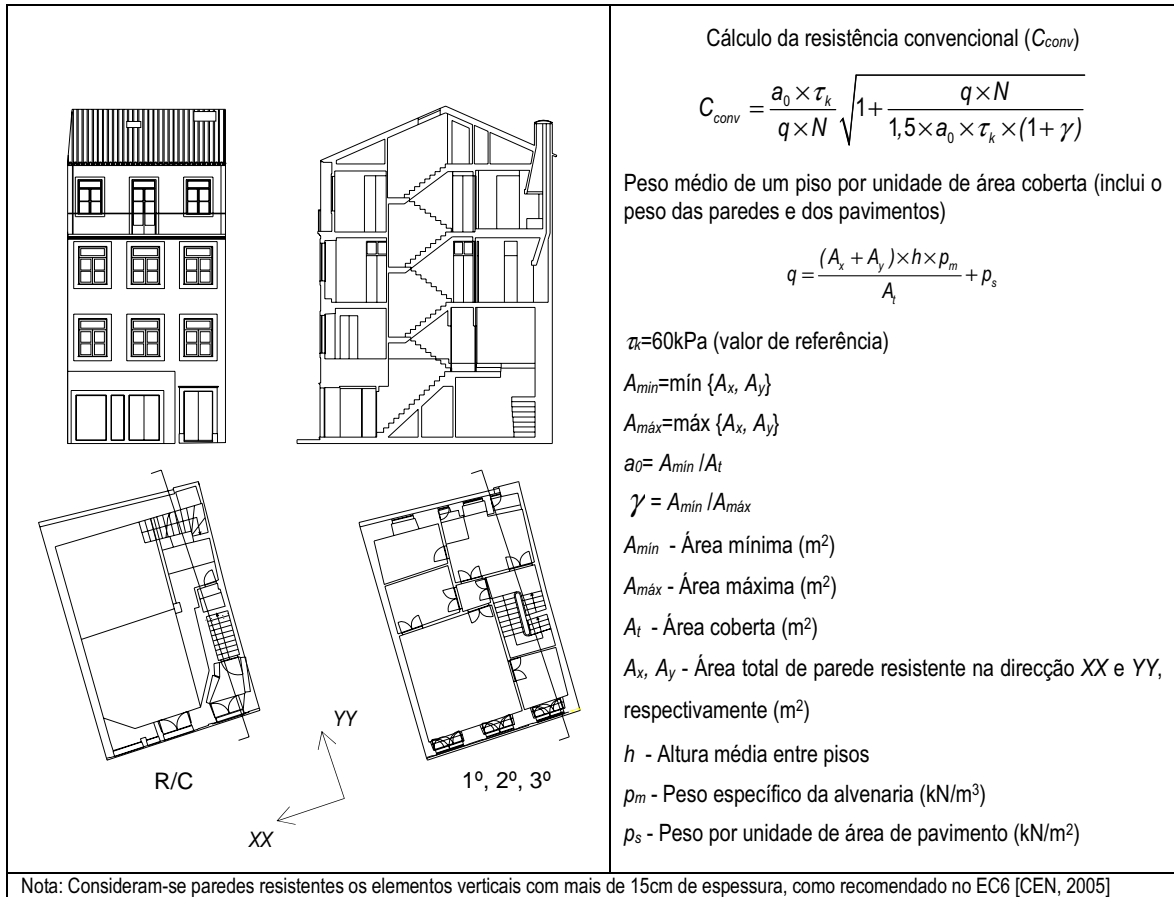 R/C
1º, 2º, 3º
YY
XX
Cálculo da resistência convencional (Cconv)
Cconv = a0 × τk / q × N √1 + q × N / 1,5 × a0 × τk × (1 + γ)
Peso médio de um piso por unidade de área coberta (inclui o
peso das paredes e dos pavimentos)
q = (Ax + Ay) × h × pm / At + ps
τk=60kPa (valor de referência)
Amin=mín {Ax, Ay}
Amáx=máx {Ax, Ay}
a0= Amín /At
γ = Amín /Amáx
Amín - Área mínima (m²)
Amáx - Área máxima (m²)
At - Área coberta (m²)
Ax, Ay - Área total de parede resistente na direcção XX e YY,
respectivamente (m²)
h - Altura média entre pisos
pm - Peso específico da alvenaria (kN/m³)
ps - Peso por unidade de área de pavimento (kN/m²)
Nota: Consideram-se paredes resistentes os elementos verticais com mais de 15cm de espessura, como recomendado no EC6 [CEN, 2005]